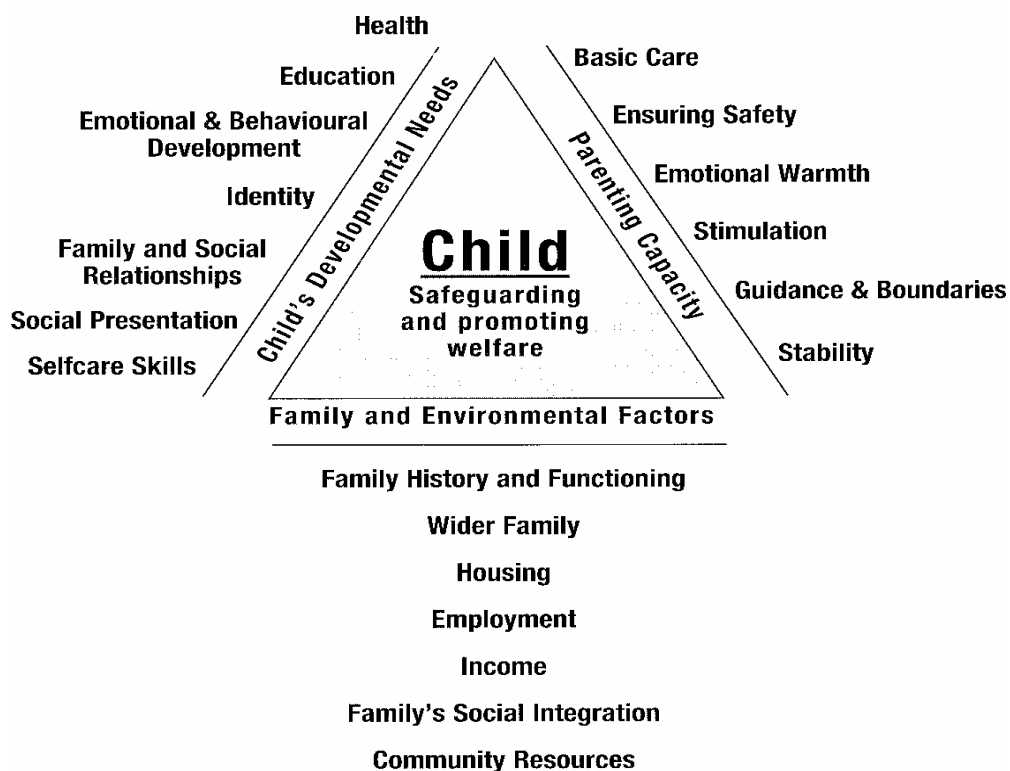 Health
Education
Emotional & Behavioural
Development
Identity
Family and Social
Relationships
Social Presentation
Selfcare Skills
Child's Developmental Needs
Basic Care
Ensuring Safety
Emotional Warmth
Stimulation
Guidance & Boundaries
Stability
Parenting Capacity
Child
Safeguarding
and promoting
welfare
Family and Environmental Factors
Family History and Functioning
Wider Family
Housing
Employment
Income
Family's Social Integration
Community Resources